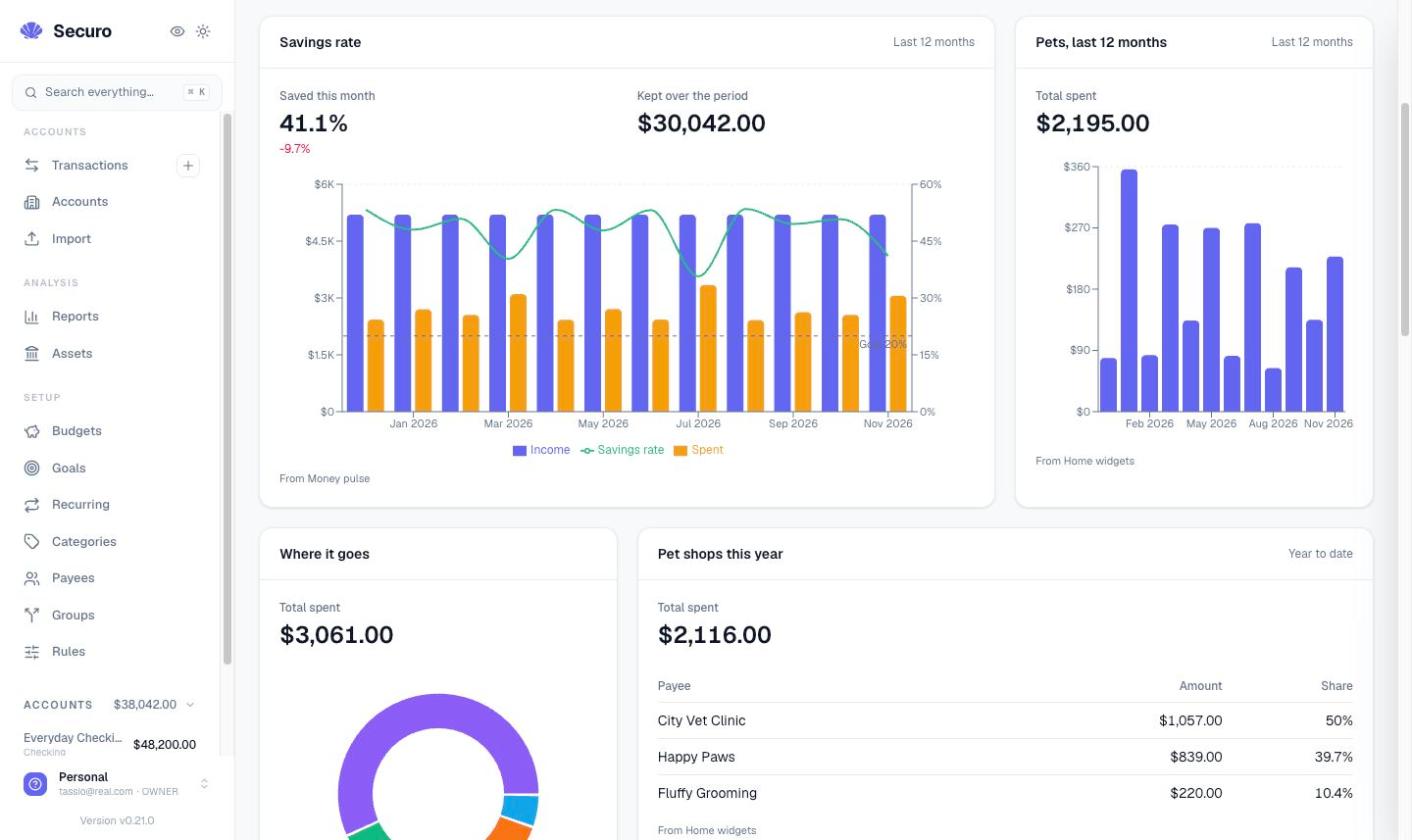 Securo
Search everything...
⌘ K
ACCOUNTS
Transactions
Accounts
Import
ANALYSIS
Reports
Assets
SETUP
Budgets
Goals
Recurring
Categories
Payees
Groups
Rules
ACCOUNTS $38,042.00
Everyday Checki... $48,200.00
Checking
Personal
tassio@real.com · OWNER
Version v0.21.0
Savings rate Last 12 months
Saved this month Kept over the period
41.1% $30,042.00
-9.7%
$6K 60%
$4.5K 45%
$3K 30%
Goal 20%
$1.5K 15%
$0 0%
Jan 2026 Mar 2026 May 2026 Jul 2026 Sep 2026 Nov 2026
Income Savings rate Spent
From Money pulse
Pets, last 12 months Last 12 months
Total spent
$2,195.00
$360
$270
$180
$90
$0
Feb 2026 May 2026 Aug 2026 Nov 2026
From Home widgets
Where it goes
Total spent
$3,061.00
Pet shops this year Year to date
Total spent
$2,116.00
Payee Amount Share
City Vet Clinic $1,057.00 50%
Happy Paws $839.00 39.7%
Fluffy Grooming $220.00 10.4%
From Home widgets